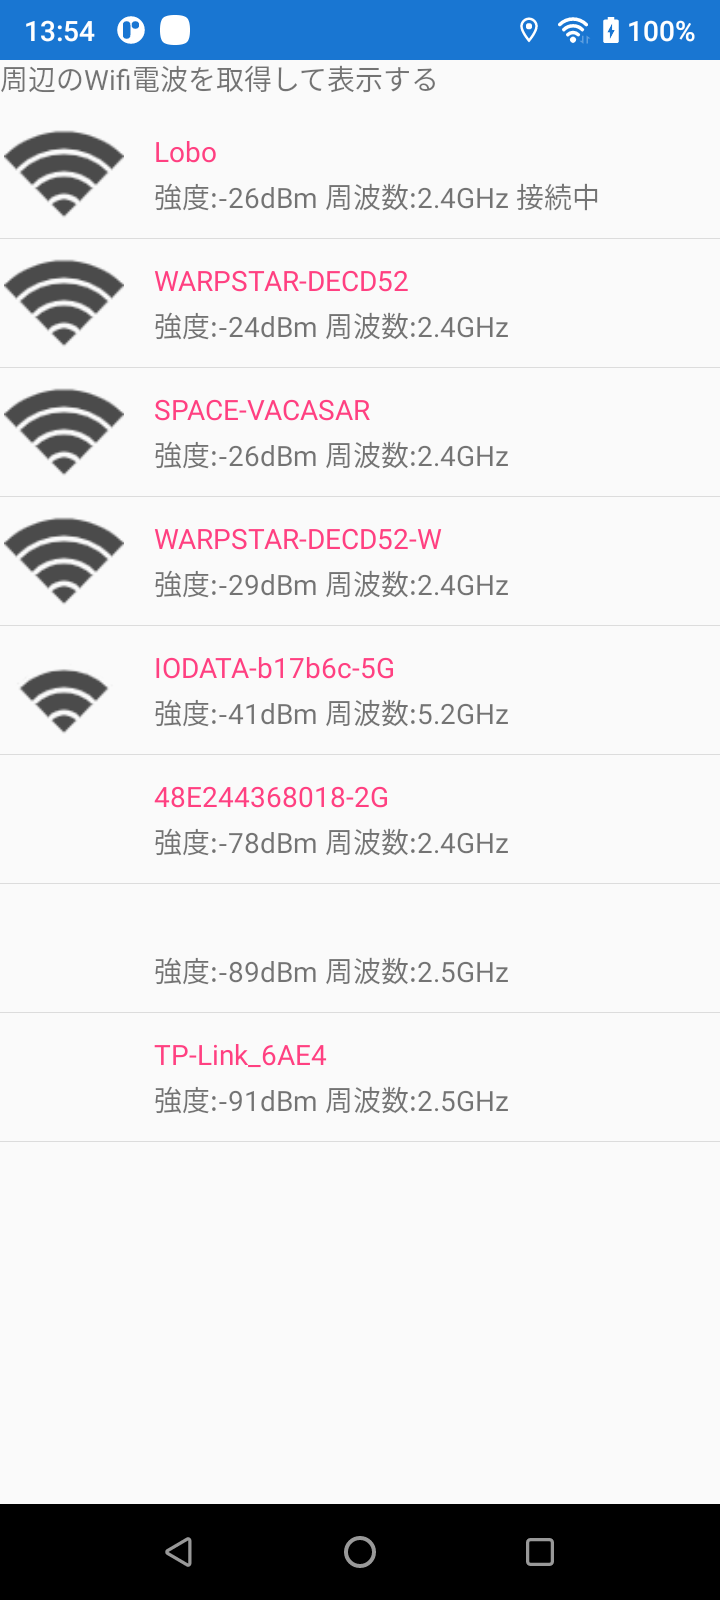 13:54 100%
周辺のWifi電波を取得して表示する
Lobo
強度:-26dBm 周波数:2.4GHz 接続中
WARPSTAR-DECD52
強度:-24dBm 周波数:2.4GHz
SPACE-VACASAR
強度:-26dBm 周波数:2.4GHz
WARPSTAR-DECD52-W
強度:-29dBm 周波数:2.4GHz
IODATA-b17b6c-5G
強度:-41dBm 周波数:5.2GHz
48E244368018-2G
強度:-78dBm 周波数:2.4GHz
強度:-89dBm 周波数:2.5GHz
TP-Link_6AE4
強度:-91dBm 周波数:2.5GHz